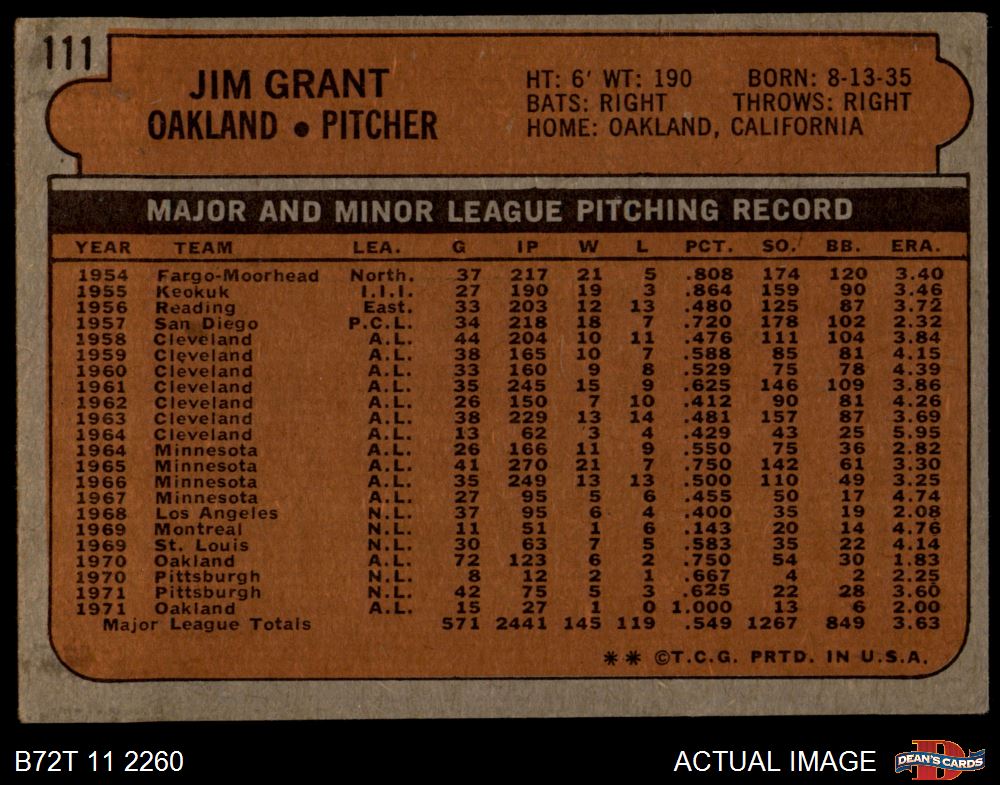 111
JIM GRANT
OAKLAND • PITCHER
HT: 6' WT: 190 BORN: 8-13-35
BATS: RIGHT THROWS: RIGHT
HOME: OAKLAND, CALIFORNIA
MAJOR AND MINOR LEAGUE PITCHING RECORD
YEAR TEAM LEA. G IP W L PCT. SO. BB. ERA.
1954 Fargo-Moorhead North. 37 217 21 5 .808 174 120 3.40
1955 Keokuk I.I.I. 27 190 19 3 .864 159 90 3.46
1956 Reading East. 33 203 12 13 .480 125 87 3.72
1957 San Diego P.C.L. 34 218 18 7 .720 178 102 2.32
1958 Cleveland A.L. 44 204 10 11 .476 111 104 3.84
1959 Cleveland A.L. 38 165 10 7 .588 85 81 4.15
1960 Cleveland A.L. 33 160 9 8 .529 75 78 4.39
1961 Cleveland A.L. 35 245 15 9 .625 146 109 3.86
1962 Cleveland A.L. 26 150 7 10 .412 90 81 4.26
1963 Cleveland A.L. 38 229 13 14 .481 157 87 3.69
1964 Cleveland A.L. 13 62 3 4 .429 43 25 5.95
1964 Minnesota A.L. 26 166 11 9 .550 75 36 2.82
1965 Minnesota A.L. 41 270 21 7 .750 142 61 3.30
1966 Minnesota A.L. 35 249 13 13 .500 110 49 3.25
1967 Minnesota A.L. 27 95 5 6 .455 50 17 4.74
1968 Los Angeles N.L. 37 95 6 4 .400 35 19 2.08
1969 Montreal N.L. 11 51 1 6 .143 20 14 4.76
1969 St. Louis N.L. 30 63 7 5 .583 35 22 4.14
1970 Oakland A.L. 72 123 6 2 .750 54 30 1.83
1970 Pittsburgh N.L. 8 12 2 1 .667 4 2 2.25
1971 Pittsburgh N.L. 42 75 5 3 .625 22 28 3.60
1971 Oakland A.L. 15 27 1 0 1.000 13 6 2.00
Major League Totals 571 2441 145 119 .549 1267 849 3.63
** ©T.C.G. PRTD. IN U.S.A.
B72T 11 2260 ACTUAL IMAGE
D
DEAN'S CARDS